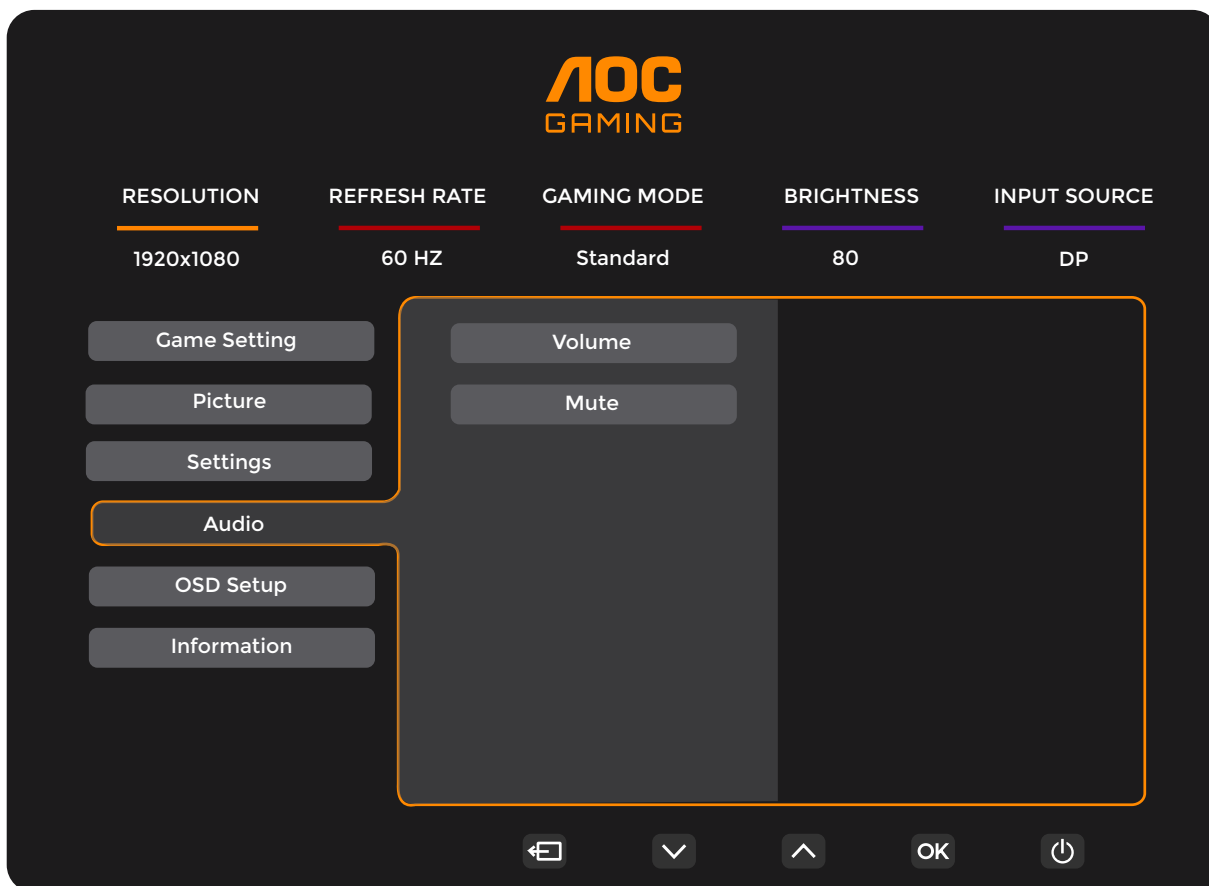 AOC
GAMING
RESOLUTION REFRESH RATE GAMING MODE BRIGHTNESS INPUT SOURCE
1920x1080 60 HZ Standard 80 DP
Game Setting
Picture
Settings
Audio
OSD Setup
Information
Volume
Mute
OK